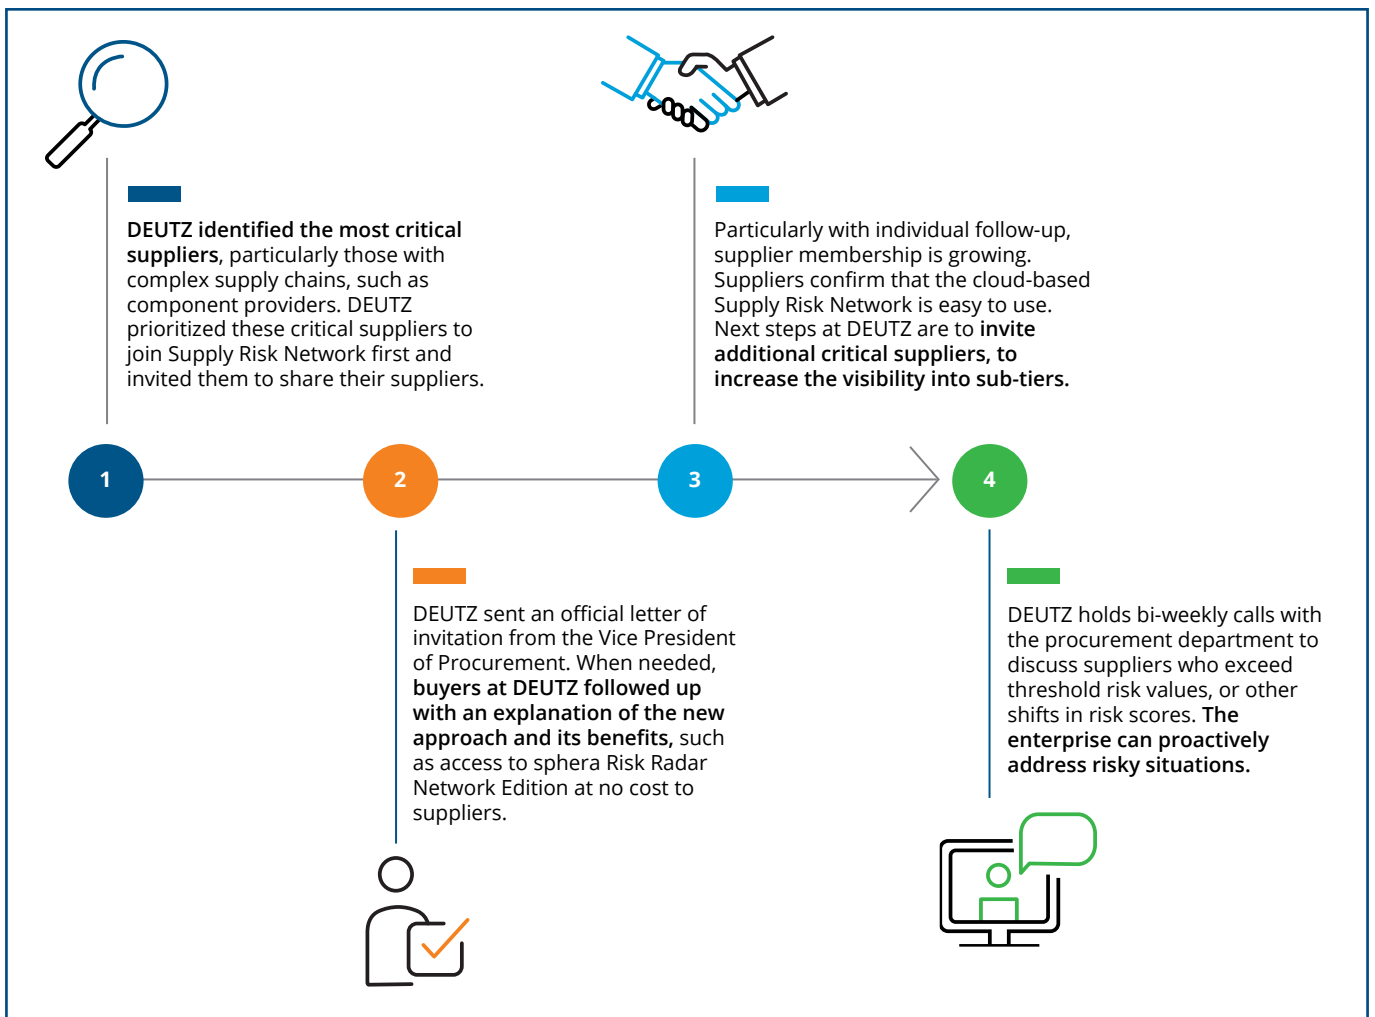 DEUTZ identified the most critical
suppliers, particularly those with
complex supply chains, such as
component providers. DEUTZ
prioritized these critical suppliers to
join Supply Risk Network first and
invited them to share their suppliers.
Particularly with individual follow-up,
supplier membership is growing.
Suppliers confirm that the cloud-based
Supply Risk Network is easy to use.
Next steps at DEUTZ are to invite
additional critical suppliers, to
increase the visibility into sub-tiers.
1
2
3
4
DEUTZ sent an official letter of
invitation from the Vice President
of Procurement. When needed,
buyers at DEUTZ followed up
with an explanation of the new
approach and its benefits, such
as access to sphera Risk Radar
Network Edition at no cost to
suppliers.
DEUTZ holds bi-weekly calls with
the procurement department to
discuss suppliers who exceed
threshold risk values, or other
shifts in risk scores. The
enterprise can proactively
address risky situations.